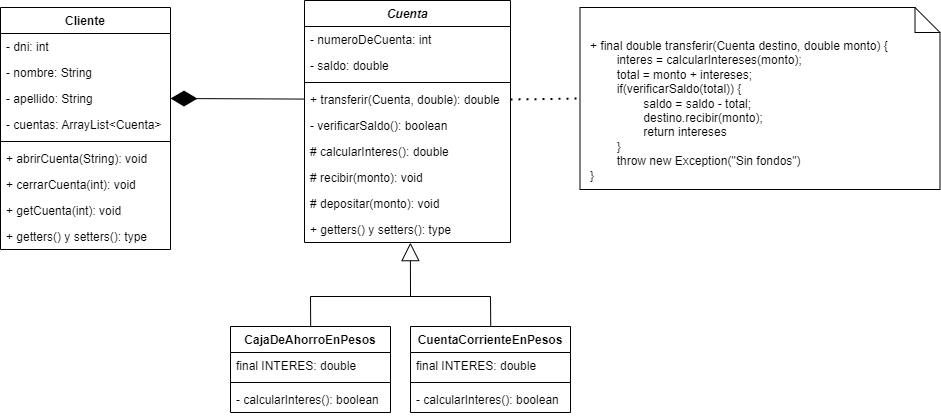 Cliente
- dni: int
- nombre: String
- apellido: String
- cuentas: ArrayList<Cuenta>
+ abrirCuenta(String): void
+ cerrarCuenta(int): void
+ getCuenta(int): void
+ getters() y setters(): type
Cuenta
- numeroDeCuenta: int
- saldo: double
+ transferir(Cuenta, double): double
- verificarSaldo(): boolean
# calcularInteres(): double
# recibir(monto): void
# depositar(monto): void
+ getters() y setters(): type
+ final double transferir(Cuenta destino, double monto) {
interes = calcularIntereses(monto);
total = monto + intereses;
if(verificarSaldo(total)) {
saldo = saldo - total;
destino.recibir(monto);
return intereses
}
throw new Exception("Sin fondos")
}
CajaDeAhorroEnPesos
final INTERES: double
- calcularInteres(): boolean
CuentaCorrienteEnPesos
final INTERES: double
- calcularInteres(): boolean